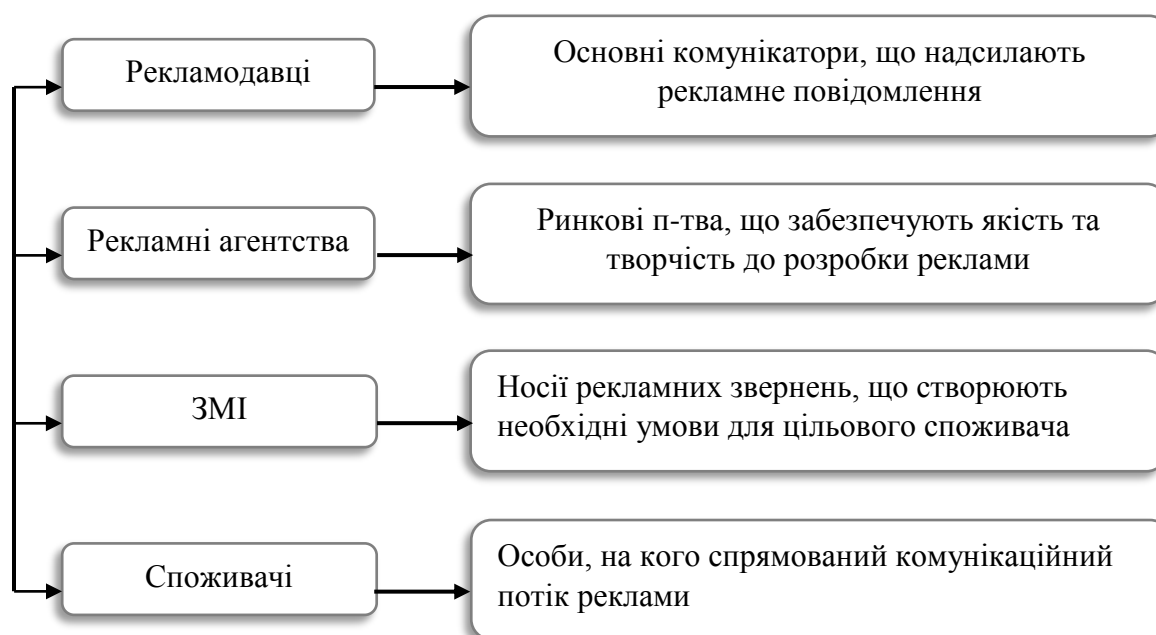 Рекламодавці
Основні комунікатори, що надсилають
рекламне повідомлення
Рекламні агентства
Ринкові п-тва, що забезпечують якість та
творчість до розробки реклами
ЗМІ
Носії рекламних звернень, що створюють
необхідні умови для цільового споживача
Споживачі
Особи, на кого спрямований комунікаційний
потік реклами